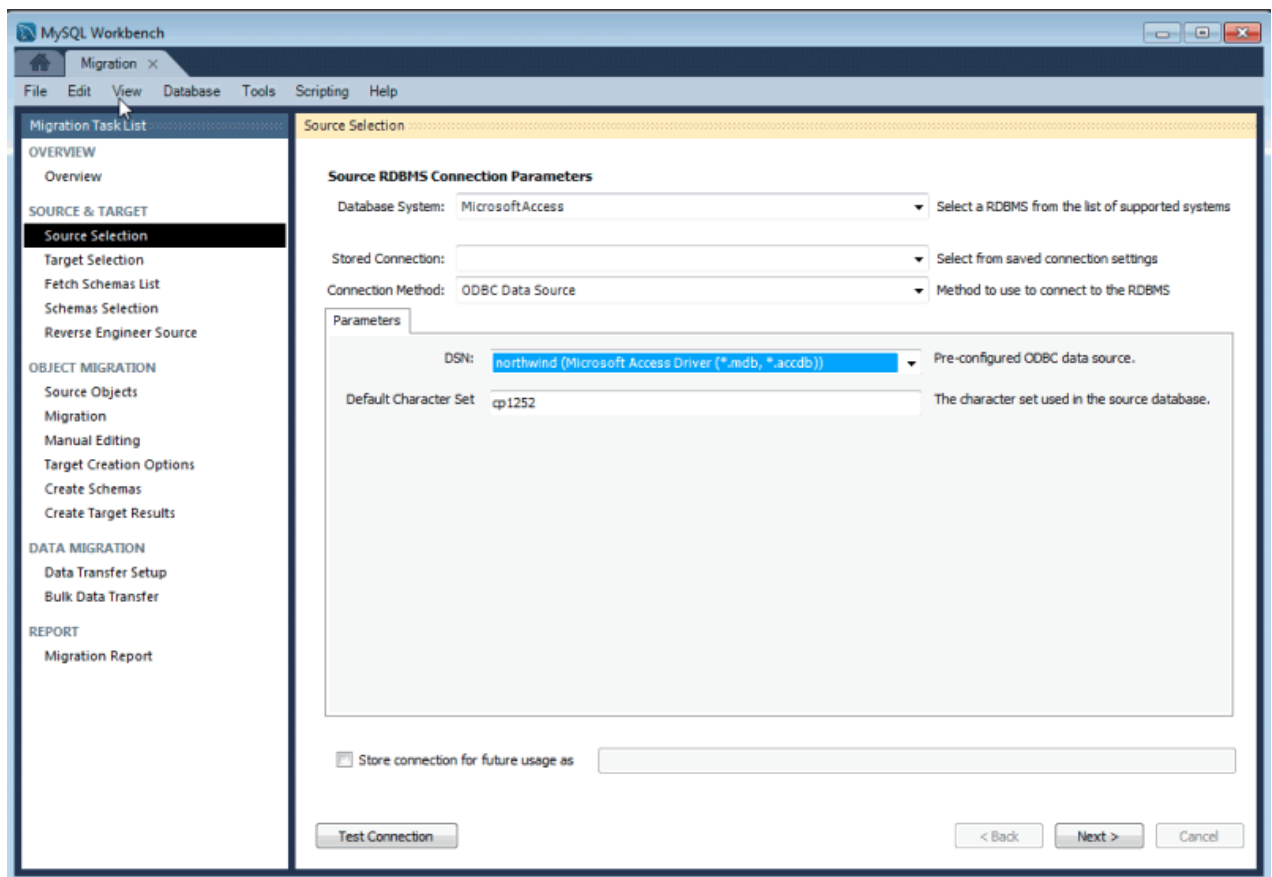 MySQL Workbench
Migration
File Edit View Database Tools Scripting Help
Migration Task List
OVERVIEW
Overview
SOURCE & TARGET
Source Selection
Target Selection
Fetch Schemas List
Schemas Selection
Reverse Engineer Source
OBJECT MIGRATION
Source Objects
Migration
Manual Editing
Target Creation Options
Create Schemas
Create Target Results
DATA MIGRATION
Data Transfer Setup
Bulk Data Transfer
REPORT
Migration Report
Source Selection
Source RDBMS Connection Parameters
Database System: MicrosoftAccess Select a RDBMS from the list of supported systems
Stored Connection: Select from saved connection settings
Connection Method: ODBC Data Source Method to use to connect to the RDBMS
Parameters
DSN: northwind (Microsoft Access Driver (*.mdb, *.accdb)) Pre-configured ODBC data source.
Default Character Set cp1252 The character set used in the source database.
Store connection for future usage as
Test Connection < Back Next > Cancel